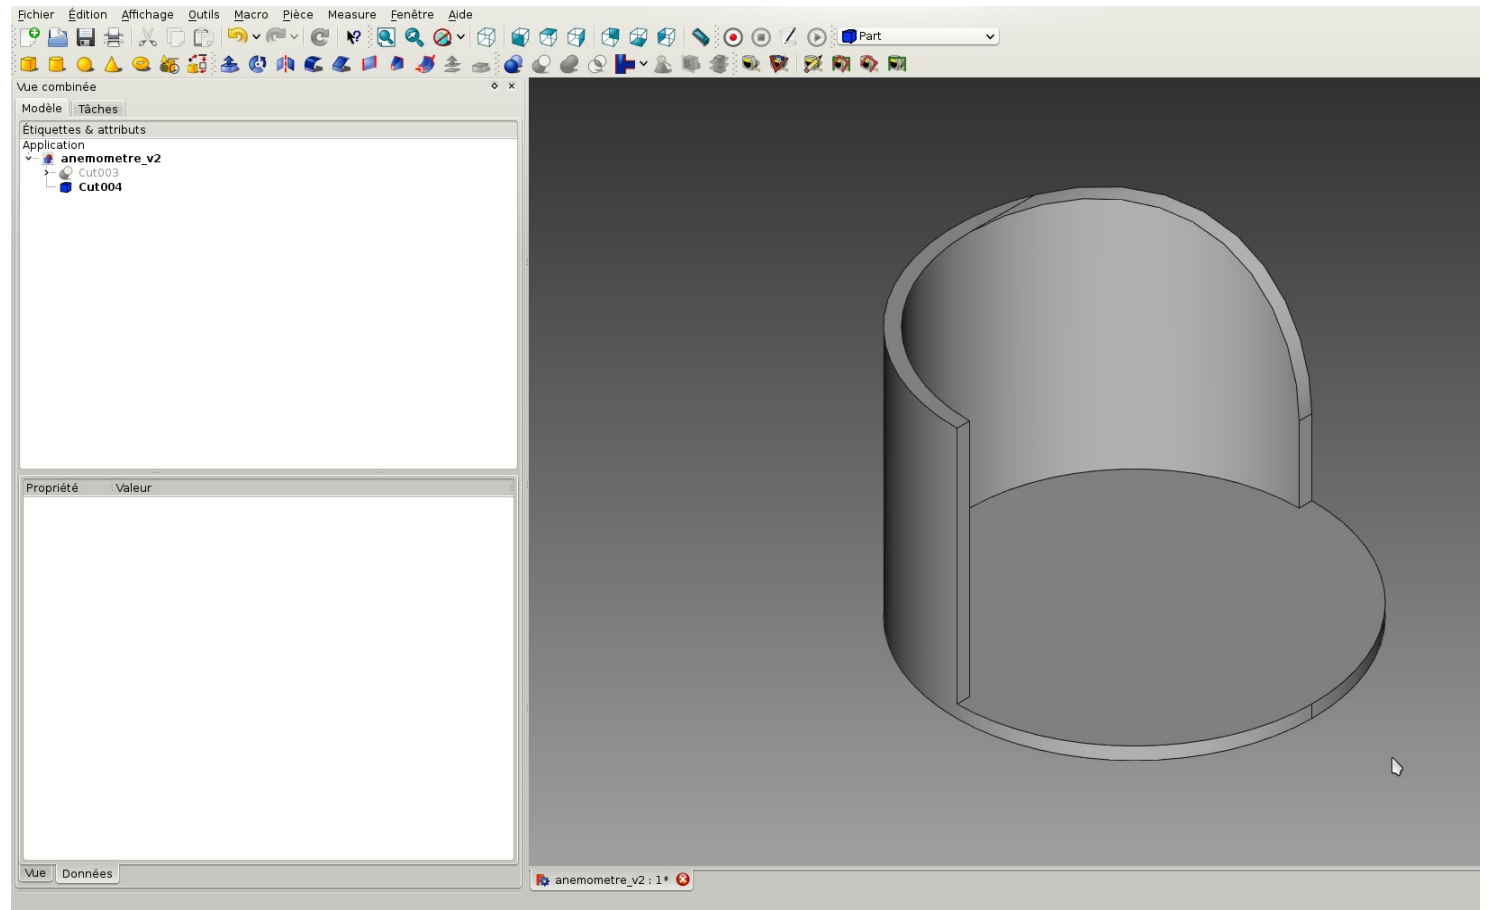 Fichier Édition Affichage Outils Macro Pièce Measure Fenêtre Aide
Part
Vue combinée
Modèle Tâches
Étiquettes & attributs
Application
anemometre_v2
Cut003
Cut004
Propriété Valeur
Vue Données
anemometre_v2 : 1*